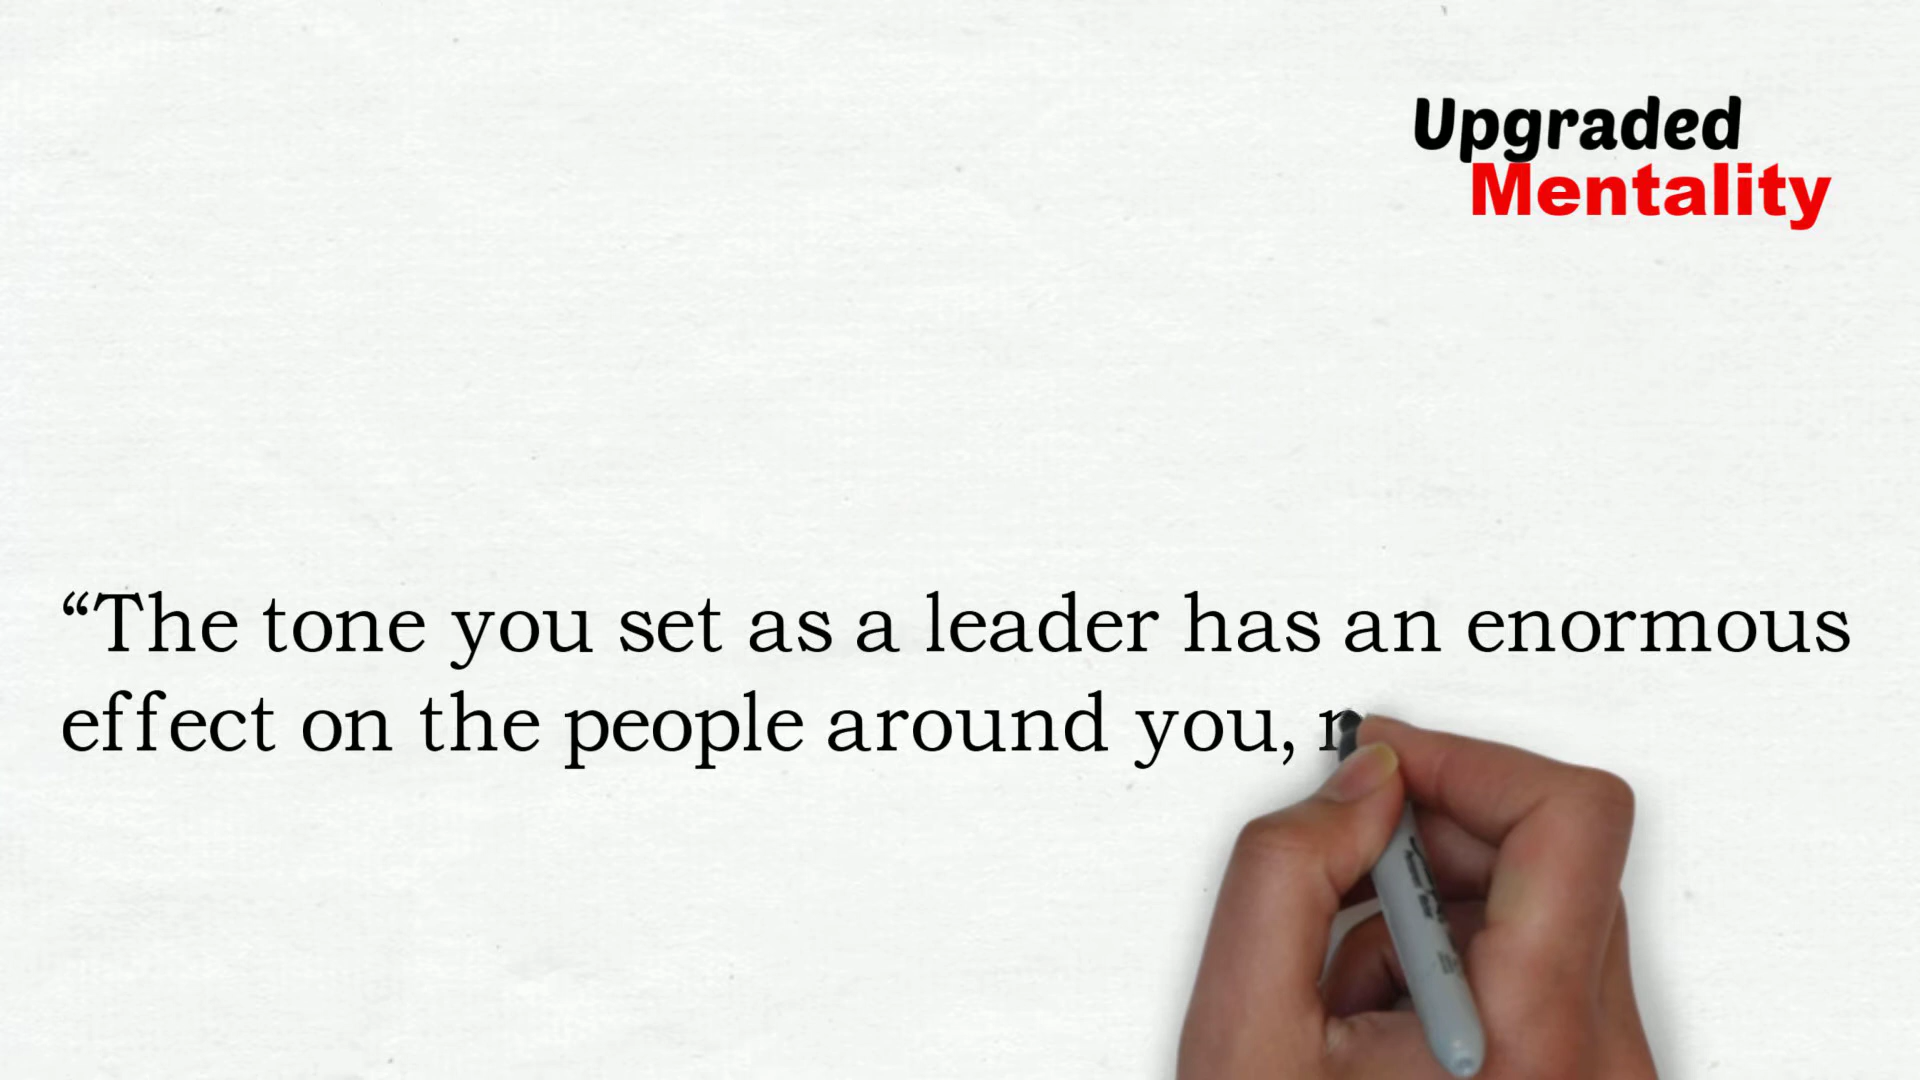 Upgraded
Mentality
“The tone you set as a leader has an enormous
effect on the people around you,